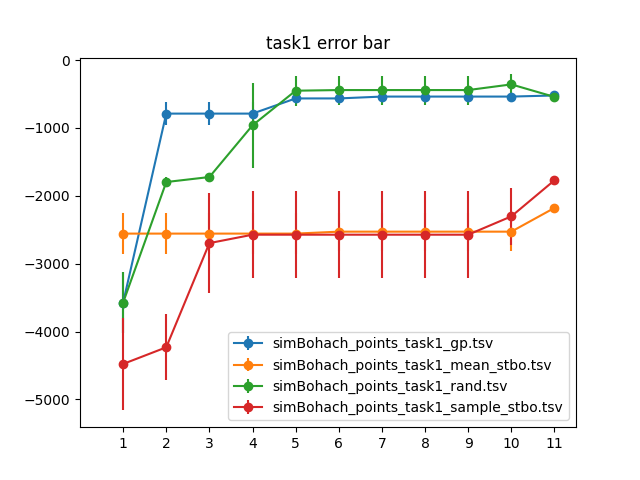 task1 error bar
0
−1000
−2000
−3000
−4000
−5000
simBohach_points_task1_gp.tsv
simBohach_points_task1_mean_stbo.tsv
simBohach_points_task1_rand.tsv
simBohach_points_task1_sample_stbo.tsv
1 2 3 4 5 6 7 8 9 10 11